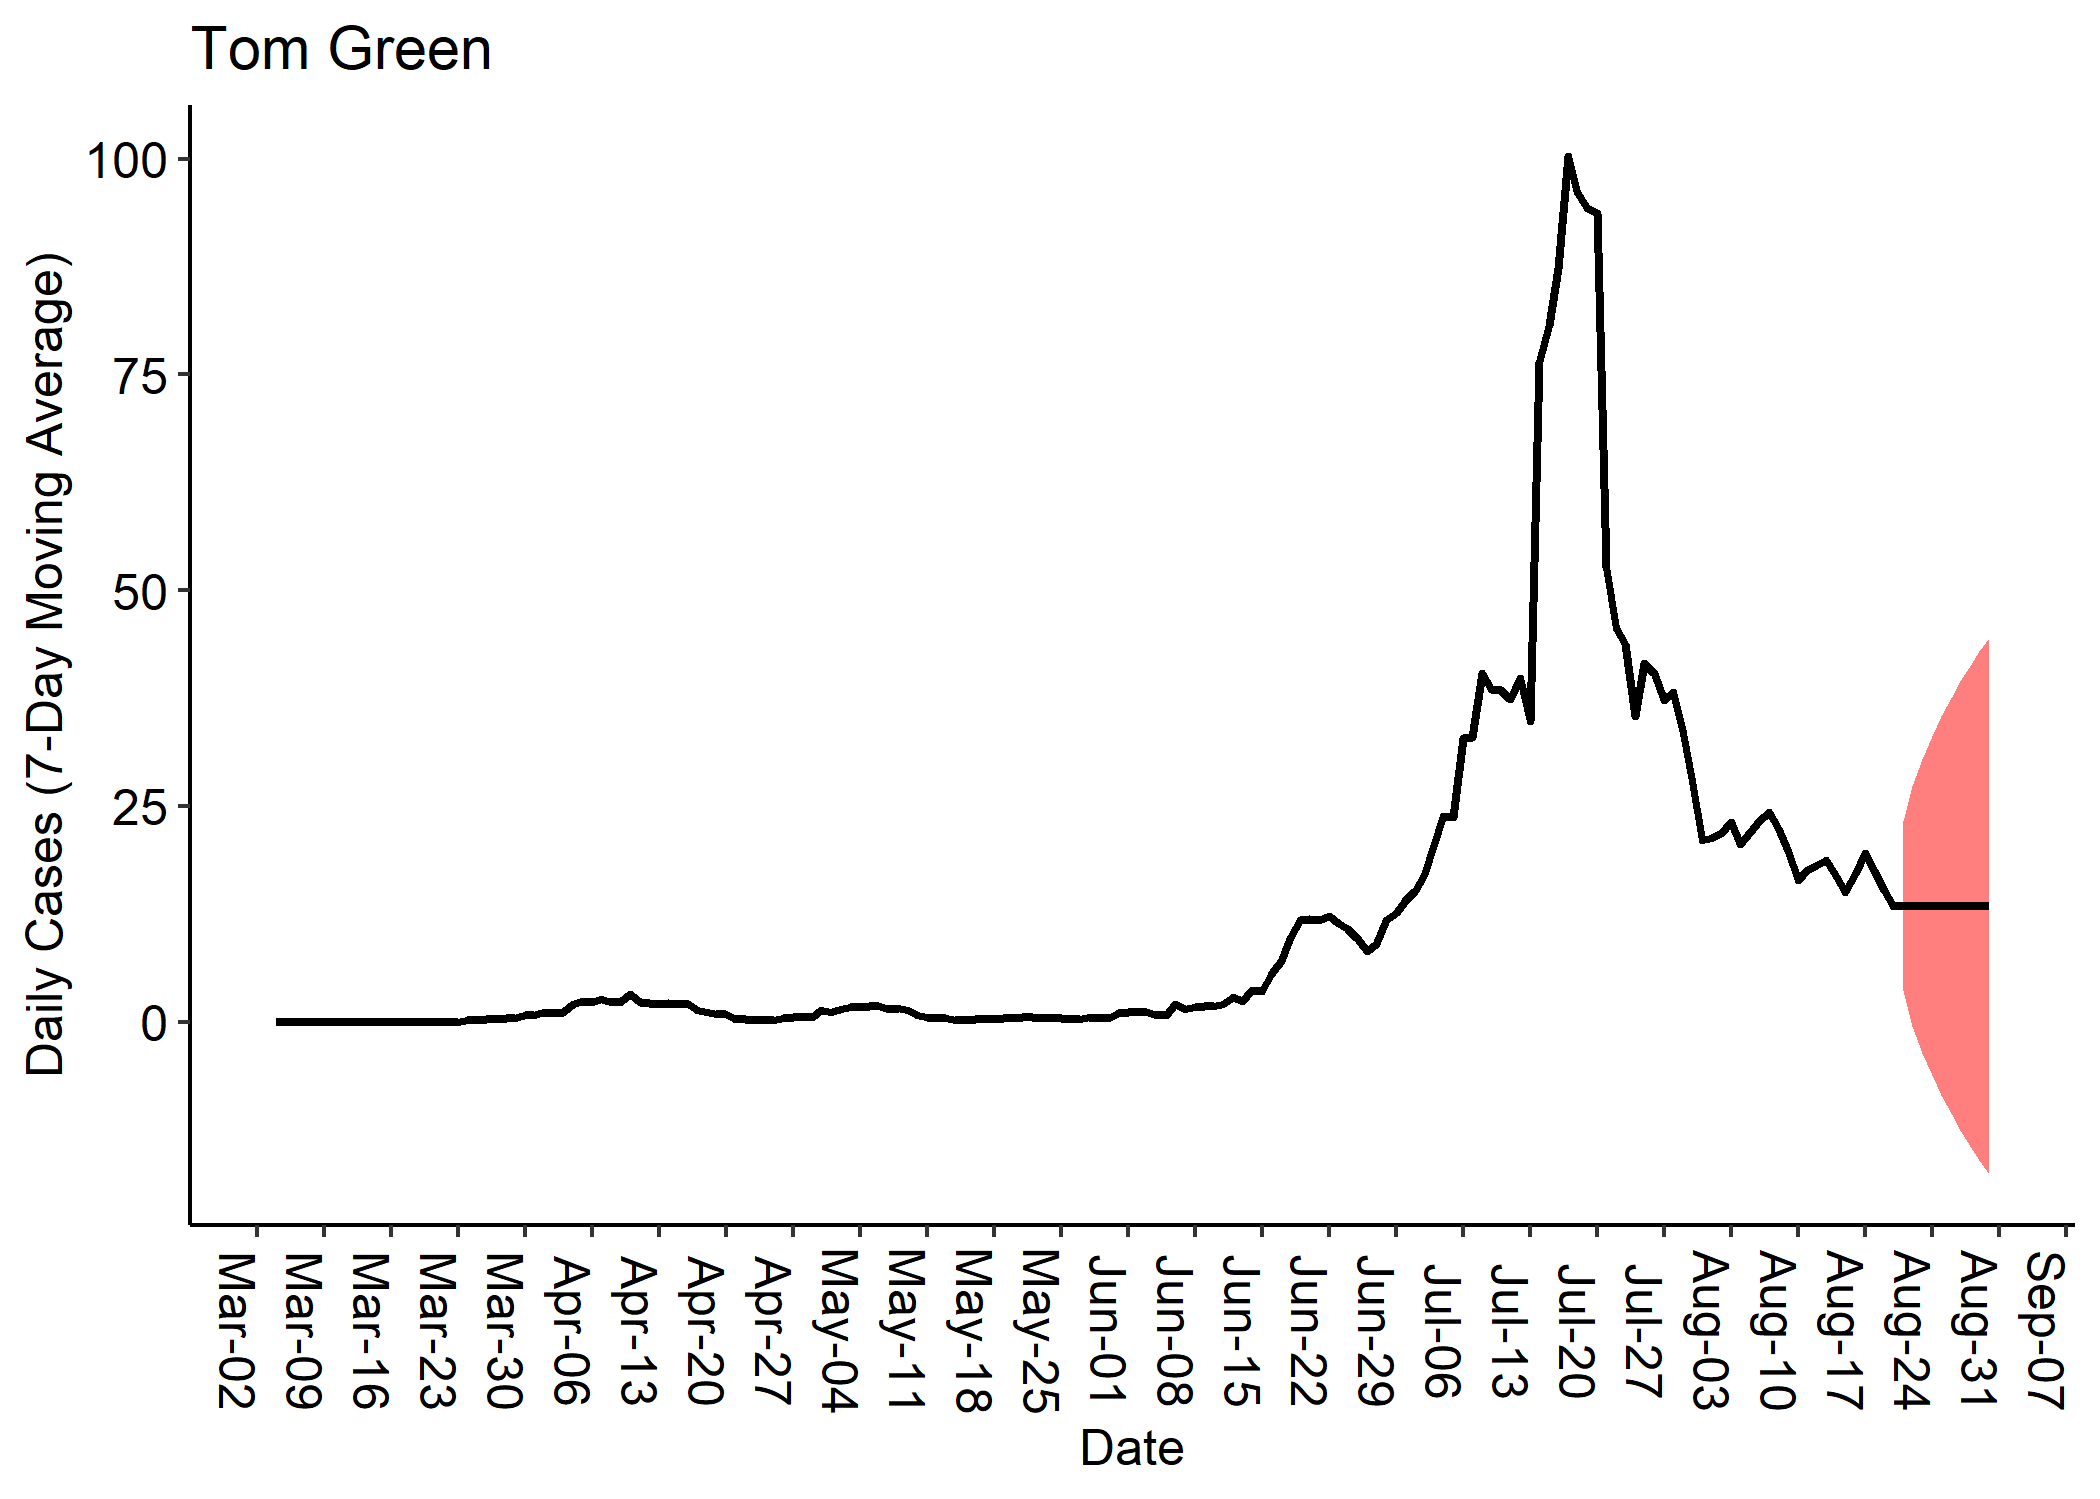 Tom Green
Daily Cases (7-Day Moving Average)
100
75
50
25
0
Mar-02
Mar-09
Mar-16
Mar-23
Mar-30
Apr-06
Apr-13
Apr-20
Apr-27
May-04
May-11
May-18
May-25
Jun-01
Jun-08
Jun-15
Jun-22
Jun-29
Jul-06
Jul-13
Jul-20
Jul-27
Aug-03
Aug-10
Aug-17
Aug-24
Aug-31
Sep-07
Date